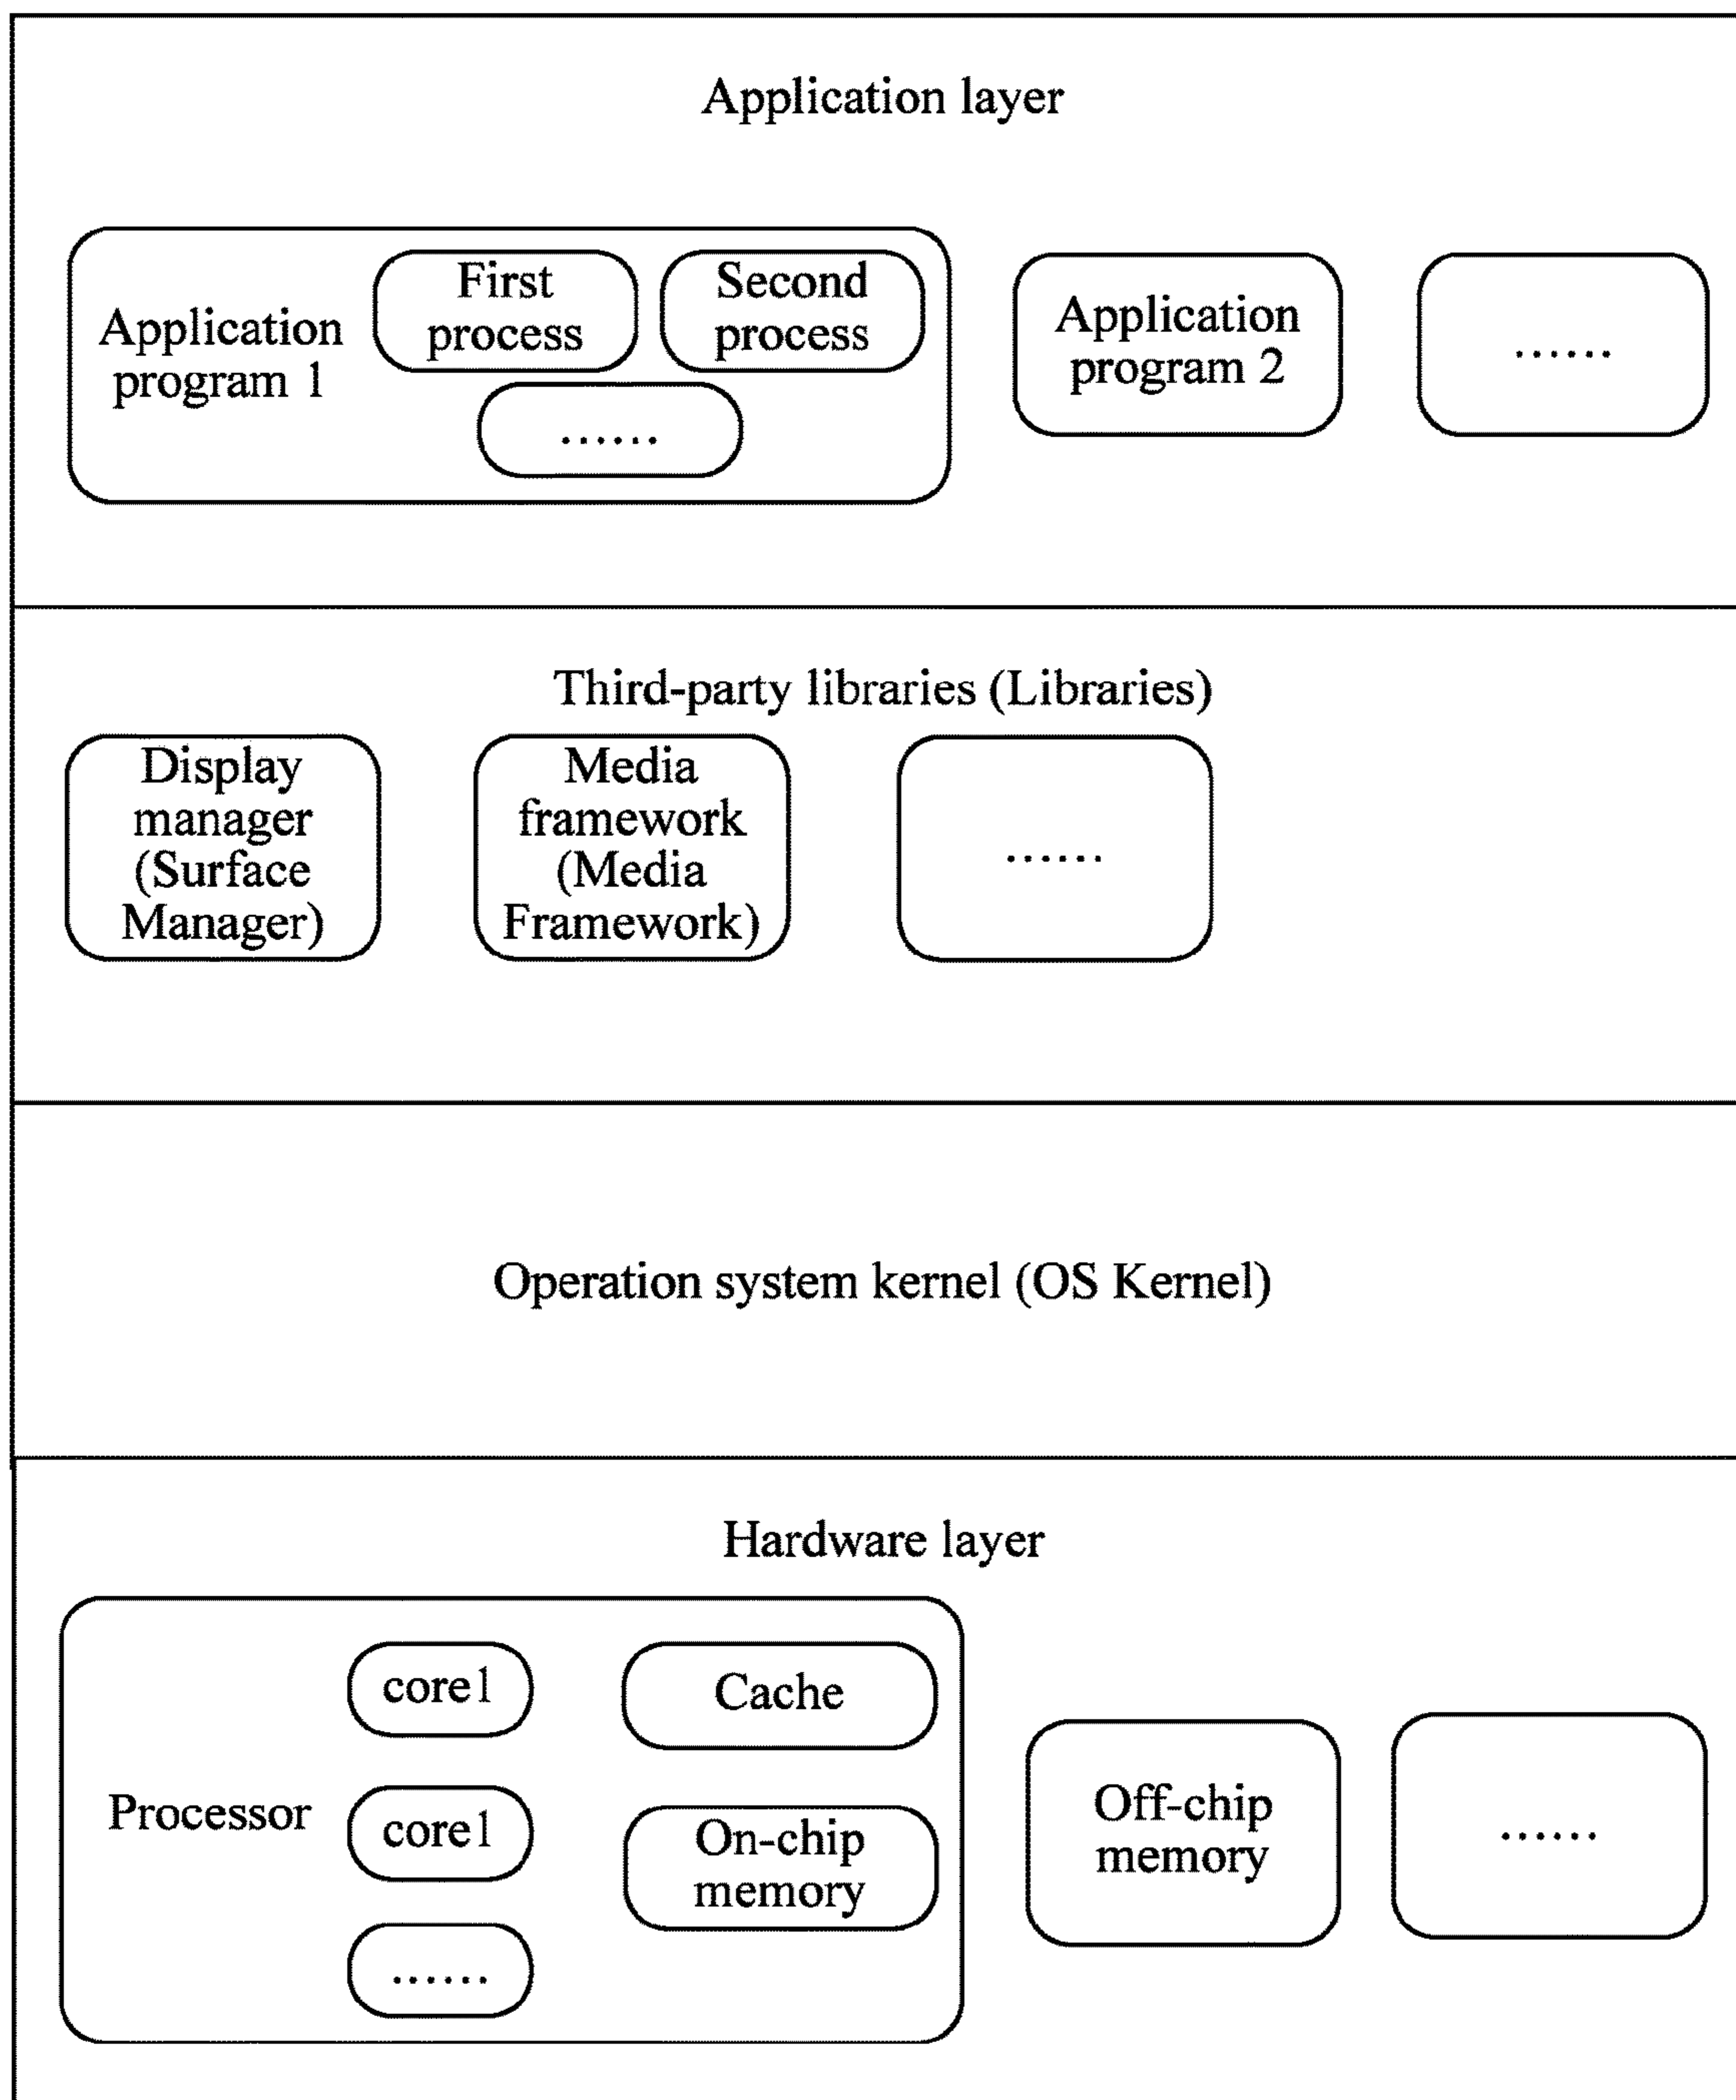 Application layer
Application
program 1
First
process
Second
process
......
Application
program 2
......
Third-party libraries (Libraries)
Display
manager
(Surface
Manager)
Media
framework
(Media
Framework)
......
Operation system kernel (OS Kernel)
Hardware layer
Processor
core1
core1
......
Cache
On-chip
memory
Off-chip
memory
......